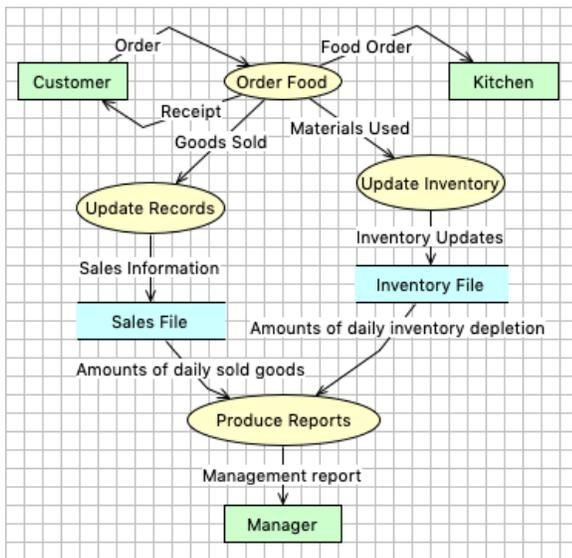 Order
Food Order
Customer
Order Food
Kitchen
Receipt
Materials Used
Goods Sold
Update Inventory
Update Records
Inventory Updates
Sales Information
Inventory File
Sales File
Amounts of daily inventory depletion
Amounts of daily sold goods
Produce Reports
Management report
Manager